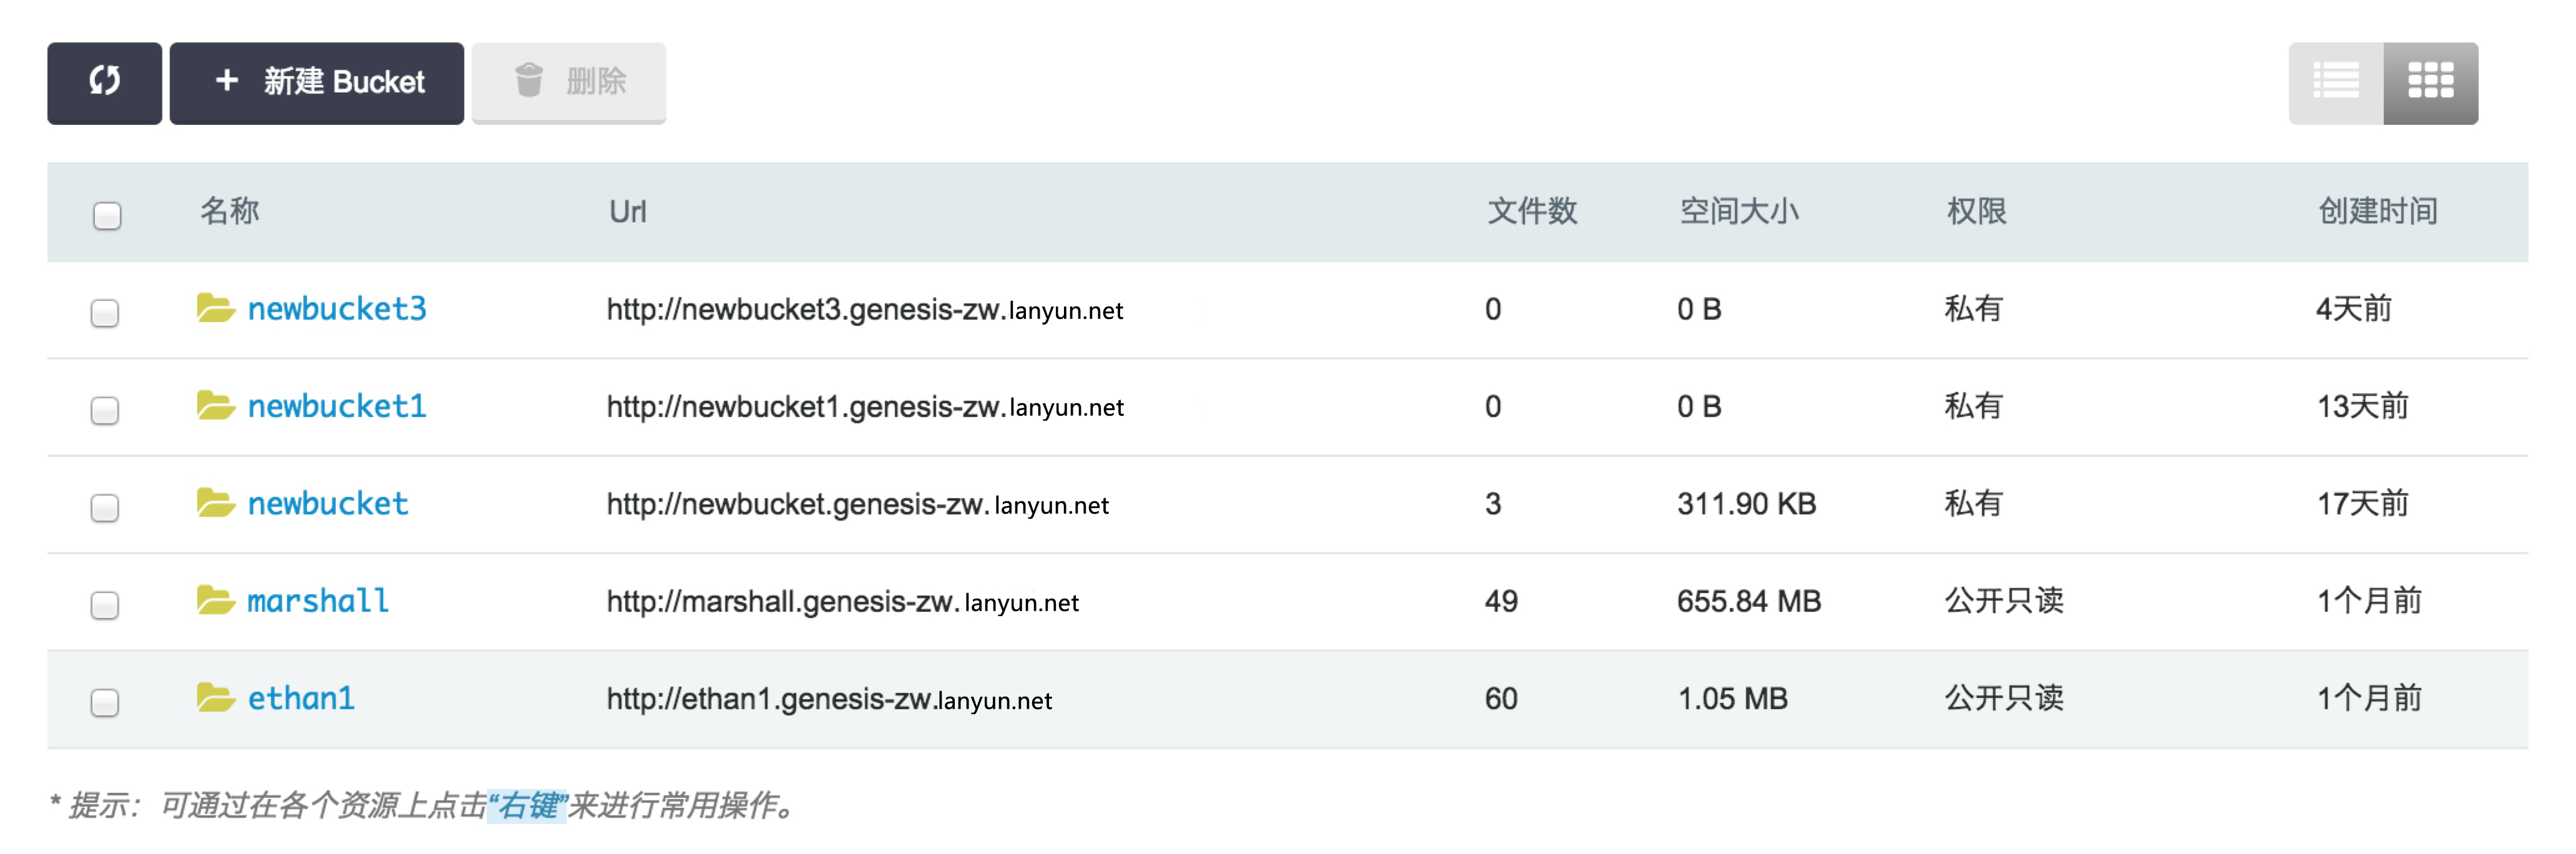 + 新建 Bucket 删除
名称 Url 文件数 空间大小 权限 创建时间
newbucket3 http://newbucket3.genesis-zw.lanyun.net 0 0 B 私有 4天前
newbucket1 http://newbucket1.genesis-zw.lanyun.net 0 0 B 私有 13天前
newbucket http://newbucket.genesis-zw.lanyun.net 3 311.90 KB 私有 17天前
marshall http://marshall.genesis-zw.lanyun.net 49 655.84 MB 公开只读 1个月前
ethan1 http://ethan1.genesis-zw.lanyun.net 60 1.05 MB 公开只读 1个月前
* 提示：可通过在各个资源上点击“右键”来进行常用操作。